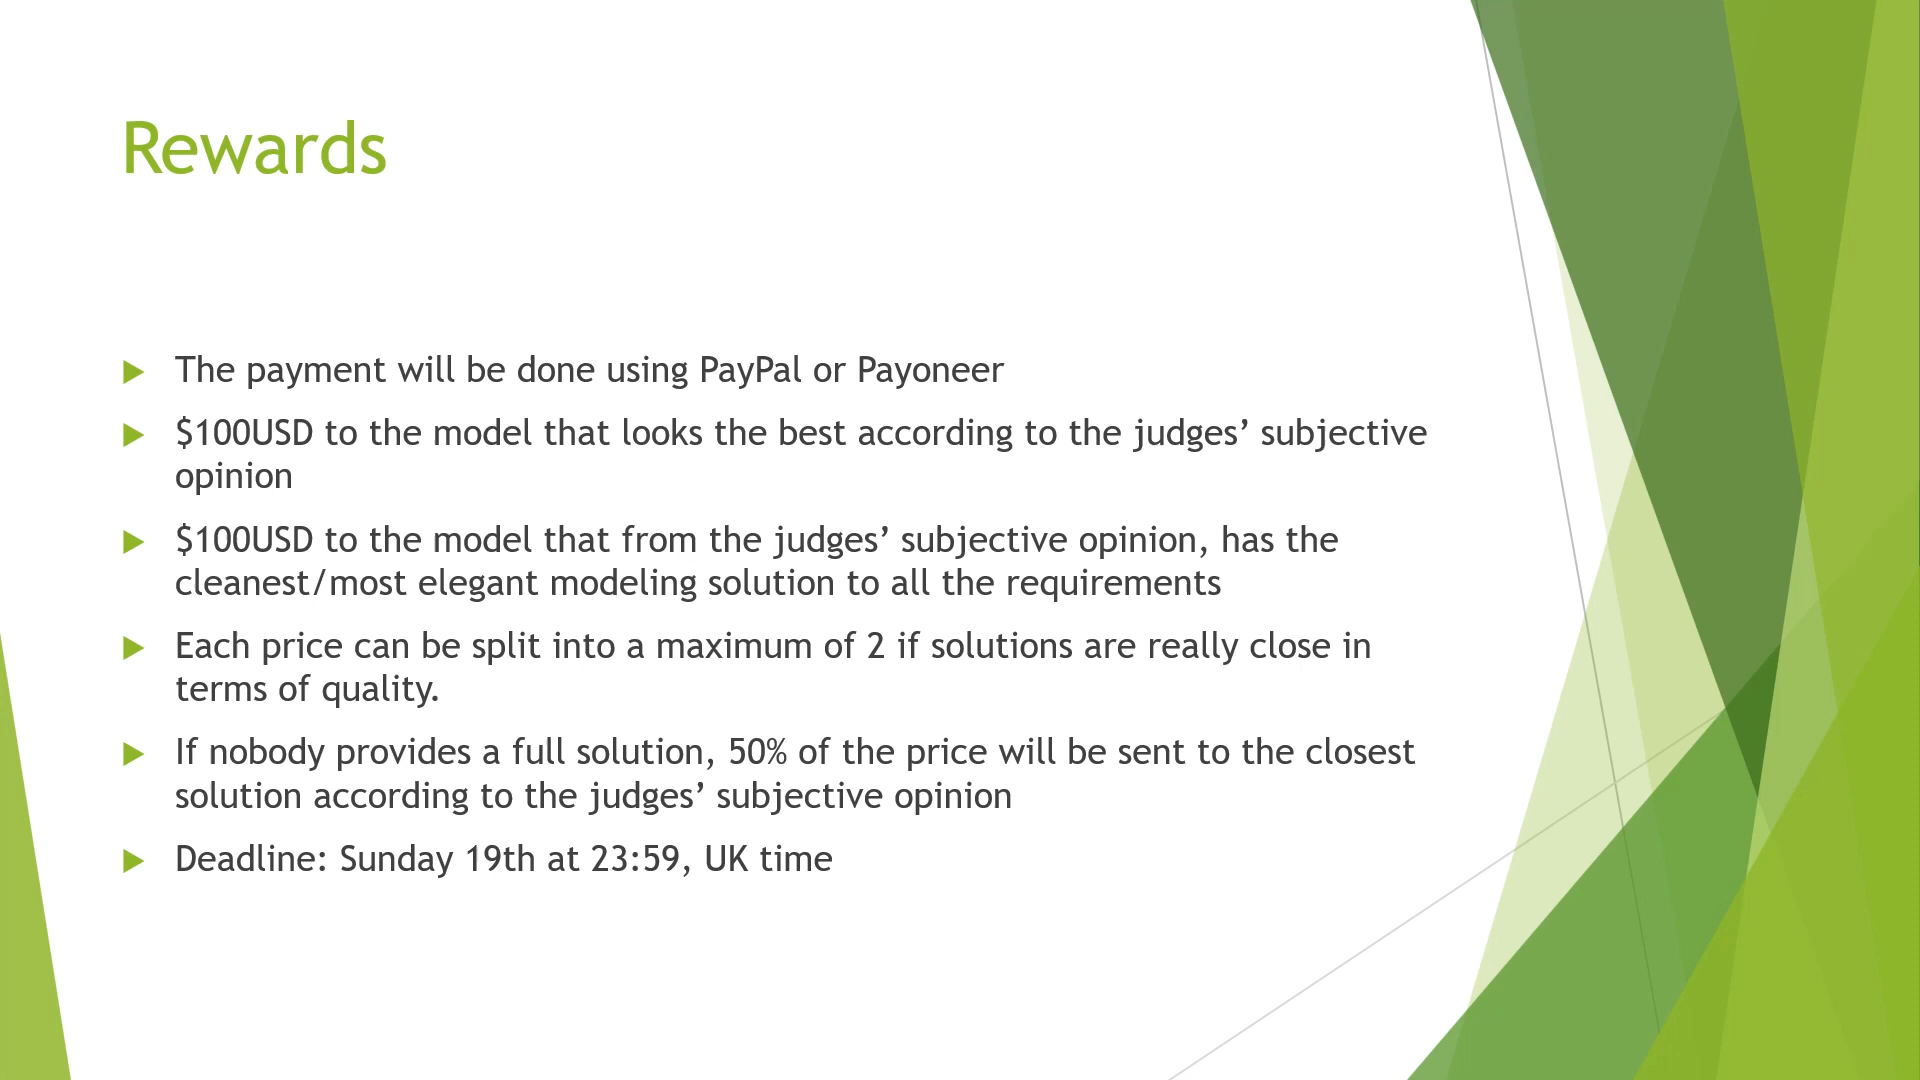 Rewards
The payment will be done using PayPal or Payoneer
$100USD to the model that looks the best according to the judges’ subjective
opinion
$100USD to the model that from the judges’ subjective opinion, has the
cleanest/most elegant modeling solution to all the requirements
Each price can be split into a maximum of 2 if solutions are really close in
terms of quality.
If nobody provides a full solution, 50% of the price will be sent to the closest
solution according to the judges’ subjective opinion
Deadline: Sunday 19th at 23:59, UK time